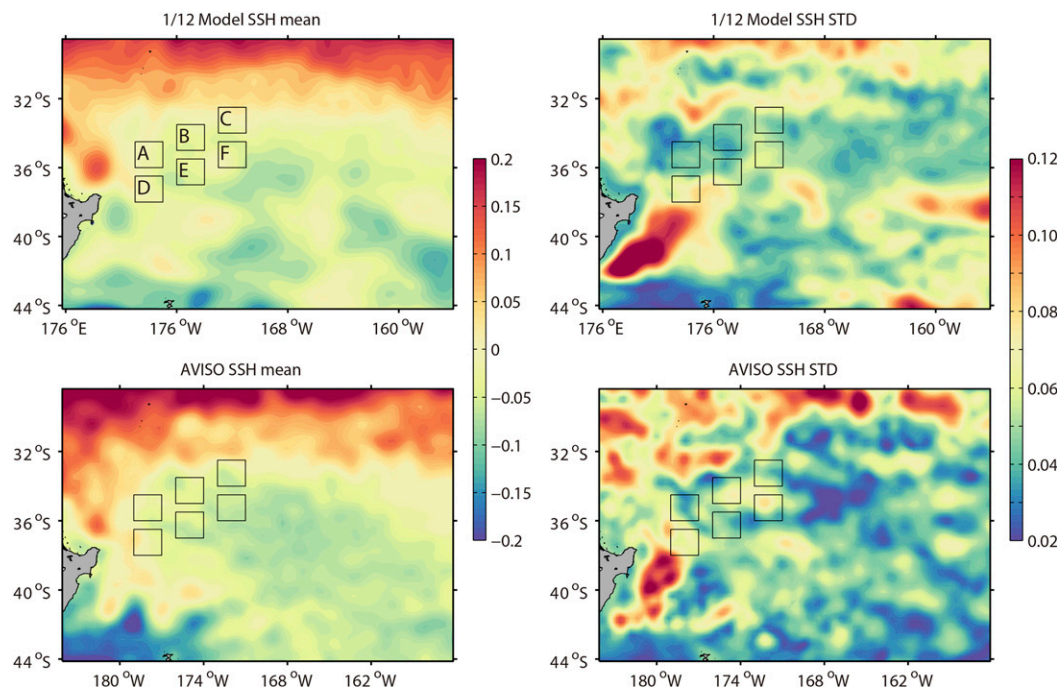 1/12 Model SSH mean
1/12 Model SSH STD
32°S
36°S
40°S
44°S
176 °E
176 °W
168 °W
160 °W
A
B
C
D
E
F
0.2
0.15
0.1
0.05
0
−0.05
−0.1
−0.15
−0.2
32°S
36°S
40°S
44°S
176 °E
176 °W
168 °W
160 °W
0.12
0.10
0.08
0.06
0.04
0.02
AVISO SSH mean
AVISO SSH STD
32°S
36°S
40°S
44°S
180 °W
174 °W
168 °W
162 °W
32°S
36°S
40°S
44°S
180 °W
174 °W
168 °W
162 °W